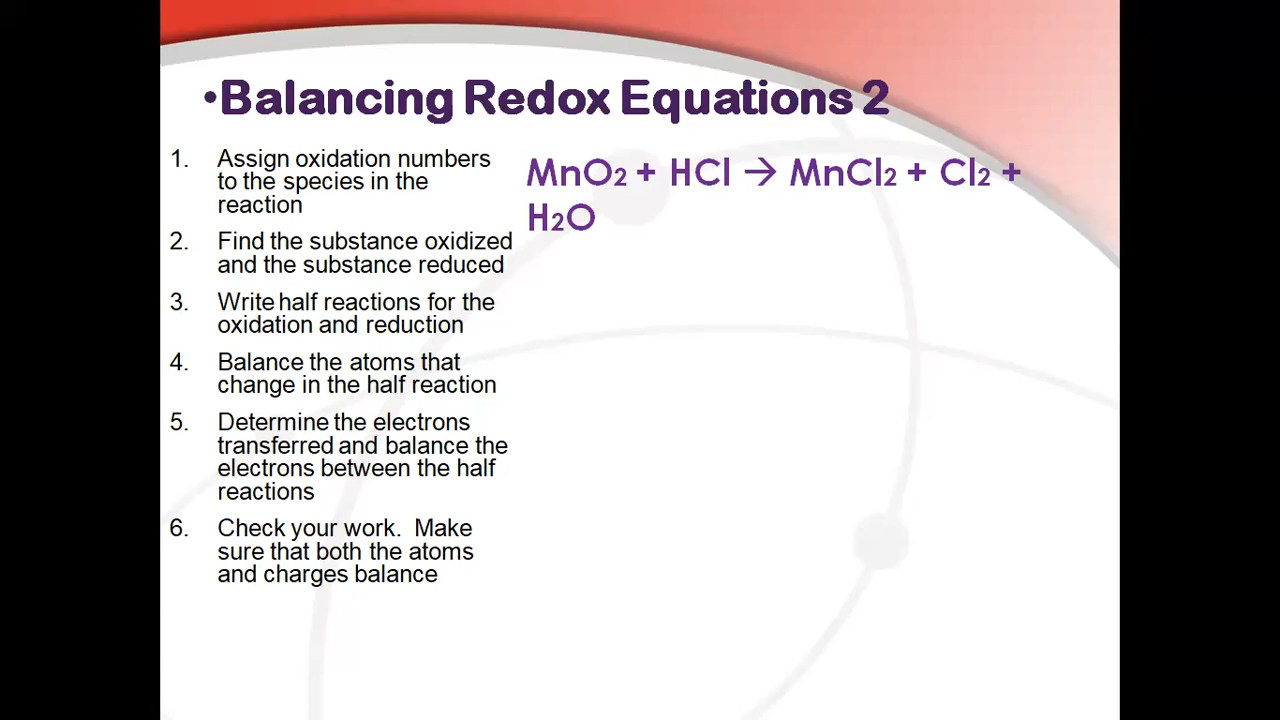 •Balancing Redox Equations 2
1. Assign oxidation numbers
to the species in the
reaction
2. Find the substance oxidized
and the substance reduced
3. Write half reactions for the
oxidation and reduction
4. Balance the atoms that
change in the half reaction
5. Determine the electrons
transferred and balance the
electrons between the half
reactions
6. Check your work.  Make
sure that both the atoms
and charges balance
MnO₂ + HCl → MnCl₂ + Cl₂ +
H₂O